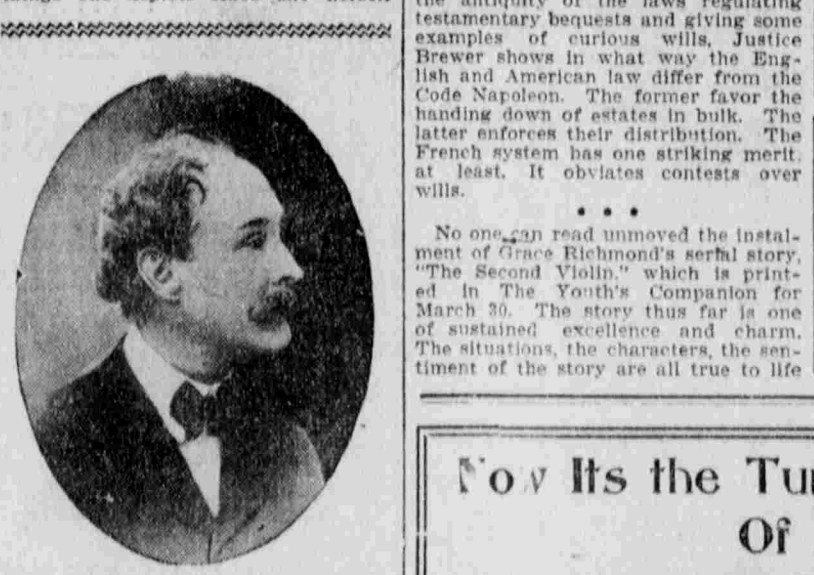 the antiquity of the laws regulating
testamentary bequests and giving some
examples of curious wills, Justice
Brewer shows in what way the Eng-
lish and American law differ from the
Code Napoleon. The former favor the
handing down of estates in bulk. The
latter enforces their distribution. The
French system has one striking merit,
at least. It obviates contests over
wills.
• • •
No one can read unmoved the instal-
ment of Grace Richmond's serial story,
"The Second Violin," which is print-
ed in The Youth's Companion for
March 30. The story thus far is one
of sustained excellence and charm.
The situations, the characters, the sen-
timent of the story are all true to life
Now Its the Tu
Of